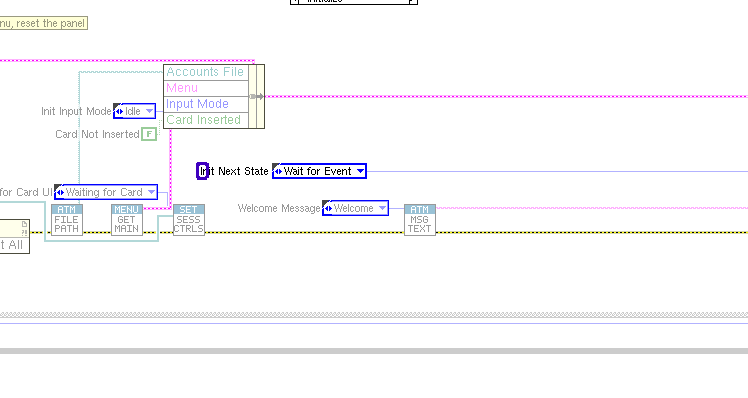 nu, reset the panel
Accounts File
Menu
Input Mode
Card Inserted
Init Input Mode
Idle
Card Not Inserted
F
Init Next State
Wait for Event
for Card UI
Waiting for Card
Welcome Message
Welcome
ATM
FILE
PATH
MENU
GET
MAIN
SET
SESS
CTRLS
ATM
MSG
TEXT
t All